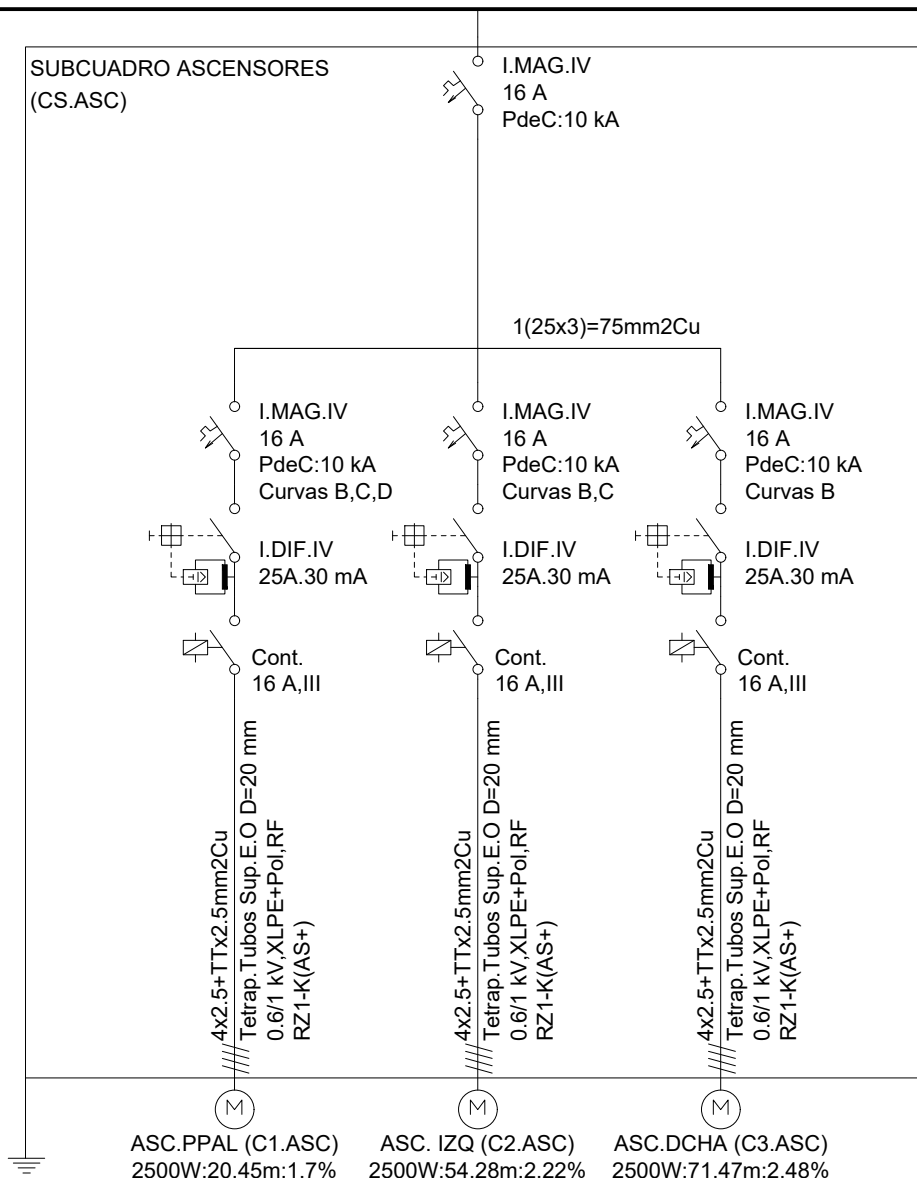 SUBCUADRO ASCENSORES
(CS.ASC)
I.MAG.IV
16 A
PdeC:10 kA
1(25x3)=75mm2Cu
I.MAG.IV
16 A
PdeC:10 kA
Curvas B,C,D
I.DIF.IV
25A.30 mA
Cont.
16 A,III
4x2.5+TTx2.5mm2Cu
Tetrap.Tubos Sup.E.O D=20 mm
0.6/1 kV,XLPE+Pol,RF
RZ1-K(AS+)
M
ASC.PPAL (C1.ASC)
2500W:20.45m:1.7%
I.MAG.IV
16 A
PdeC:10 kA
Curvas B,C
I.DIF.IV
25A.30 mA
Cont.
16 A,III
4x2.5+TTx2.5mm2Cu
Tetrap.Tubos Sup.E.O D=20 mm
0.6/1 kV,XLPE+Pol,RF
RZ1-K(AS+)
M
ASC. IZQ (C2.ASC)
2500W:54.28m:2.22%
I.MAG.IV
16 A
PdeC:10 kA
Curvas B
I.DIF.IV
25A.30 mA
Cont.
16 A,III
4x2.5+TTx2.5mm2Cu
Tetrap.Tubos Sup.E.O D=20 mm
0.6/1 kV,XLPE+Pol,RF
RZ1-K(AS+)
M
ASC.DCHA (C3.ASC)
2500W:71.47m:2.48%